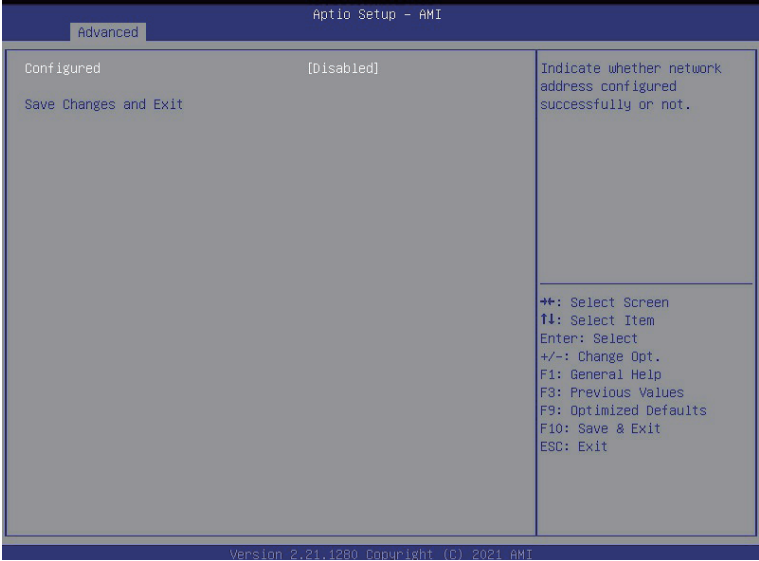 Aptio Setup – AMI
Advanced
Configured [Disabled]
Save Changes and Exit
Indicate whether network
address configured
successfully or not.
→←: Select Screen
↑↓: Select Item
Enter: Select
+/-: Change Opt.
F1: General Help
F3: Previous Values
F9: Optimized Defaults
F10: Save & Exit
ESC: Exit
Version 2.21.1280 Copyright (C) 2021 AMI